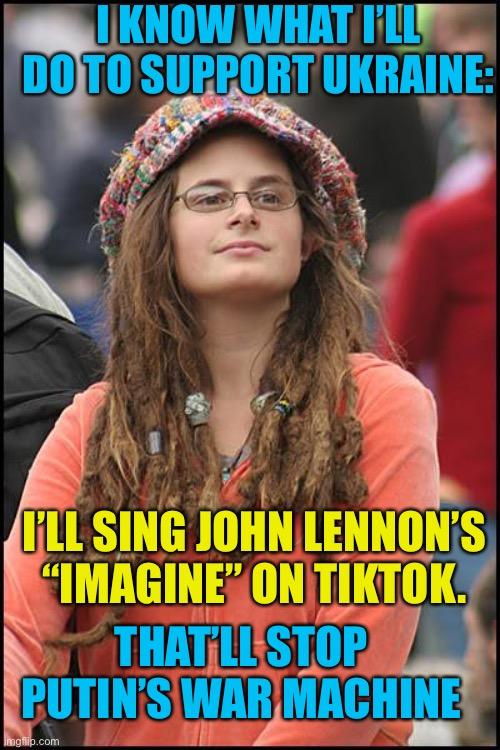 I KNOW WHAT I’LL
DO TO SUPPORT UKRAINE:
I’LL SING JOHN LENNON’S
“IMAGINE” ON TIKTOK.
THAT’LL STOP
PUTIN’S WAR MACHINE
imgflip.com